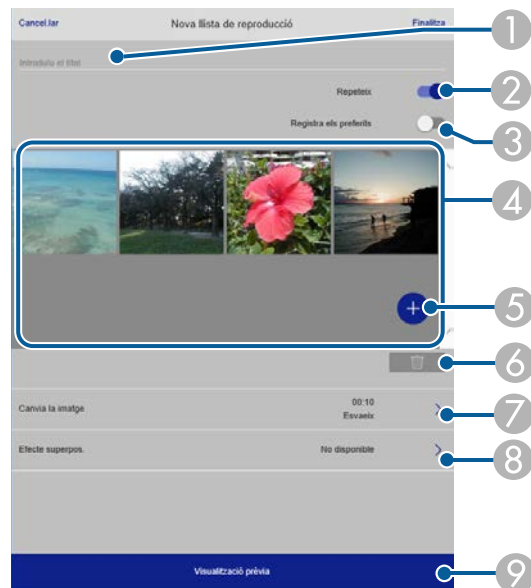 Cancel.lar Nova llista de reproducció Finalitza
1
Introduïu el títol
Repeteix
2
Registra els preferits
3
4
+
5
6
Canvia la imatge 00:10
Esvaeix
7
Efecte superpos. No disponible
8
Visualització prèvia
9